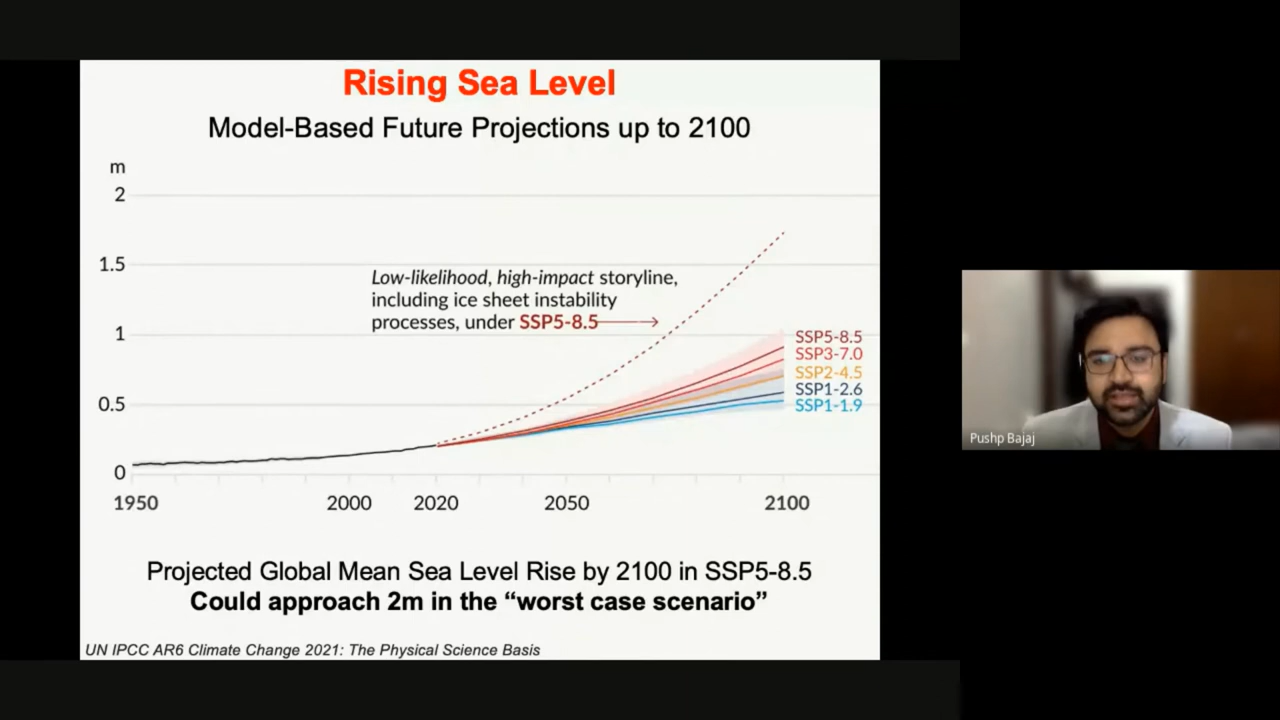 Rising Sea Level
Model-Based Future Projections up to 2100
m
2
1.5
1
0.5
0
Low-likelihood, high-impact storyline,
including ice sheet instability
processes, under SSP5-8.5
SSP5-8.5
SSP3-7.0
SSP2-4.5
SSP1-2.6
SSP1-1.9
1950 2000 2020 2050 2100
Projected Global Mean Sea Level Rise by 2100 in SSP5-8.5
Could approach 2m in the “worst case scenario”
UN IPCC AR6 Climate Change 2021: The Physical Science Basis
Pushp Bajaj